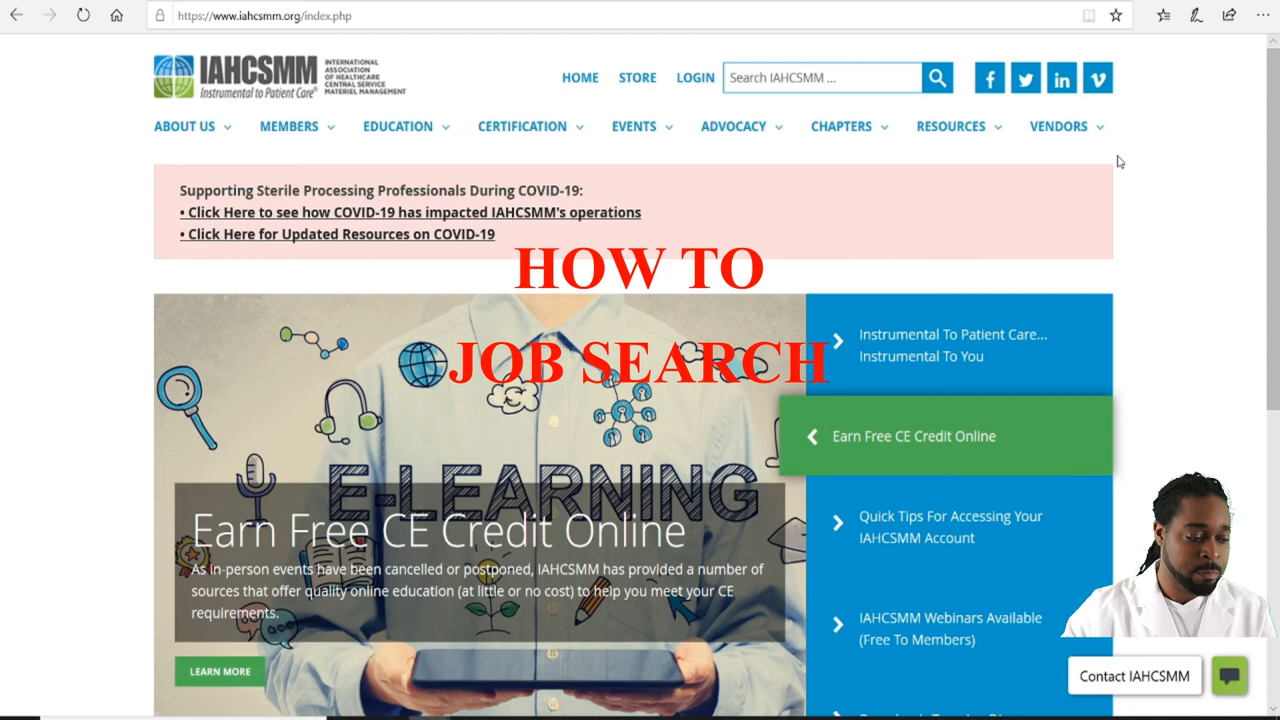 https://www.iahcsmm.org/index.php
IAHCSMM
Instrumental to Patient Care®
INTERNATIONAL
ASSOCIATION
OF HEALTHCARE
CENTRAL SERVICE
MATERIEL MANAGEMENT
HOME STORE LOGIN Search IAHCSMM ...
ABOUT US MEMBERS EDUCATION CERTIFICATION EVENTS ADVOCACY CHAPTERS RESOURCES VENDORS
Supporting Sterile Processing Professionals During COVID-19:
• Click Here to see how COVID-19 has impacted IAHCSMM's operations
• Click Here for Updated Resources on COVID-19
HOW TO
JOB SEARCH
E-LEARNING
Earn Free CE Credit Online
As in-person events have been cancelled or postponed, IAHCSMM has provided a number of
sources that offer quality online education (at little or no cost) to help you meet your CE
requirements.
LEARN MORE
Instrumental To Patient Care...
Instrumental To You
Earn Free CE Credit Online
Quick Tips For Accessing Your
IAHCSMM Account
IAHCSMM Webinars Available
(Free To Members)
Contact IAHCSMM